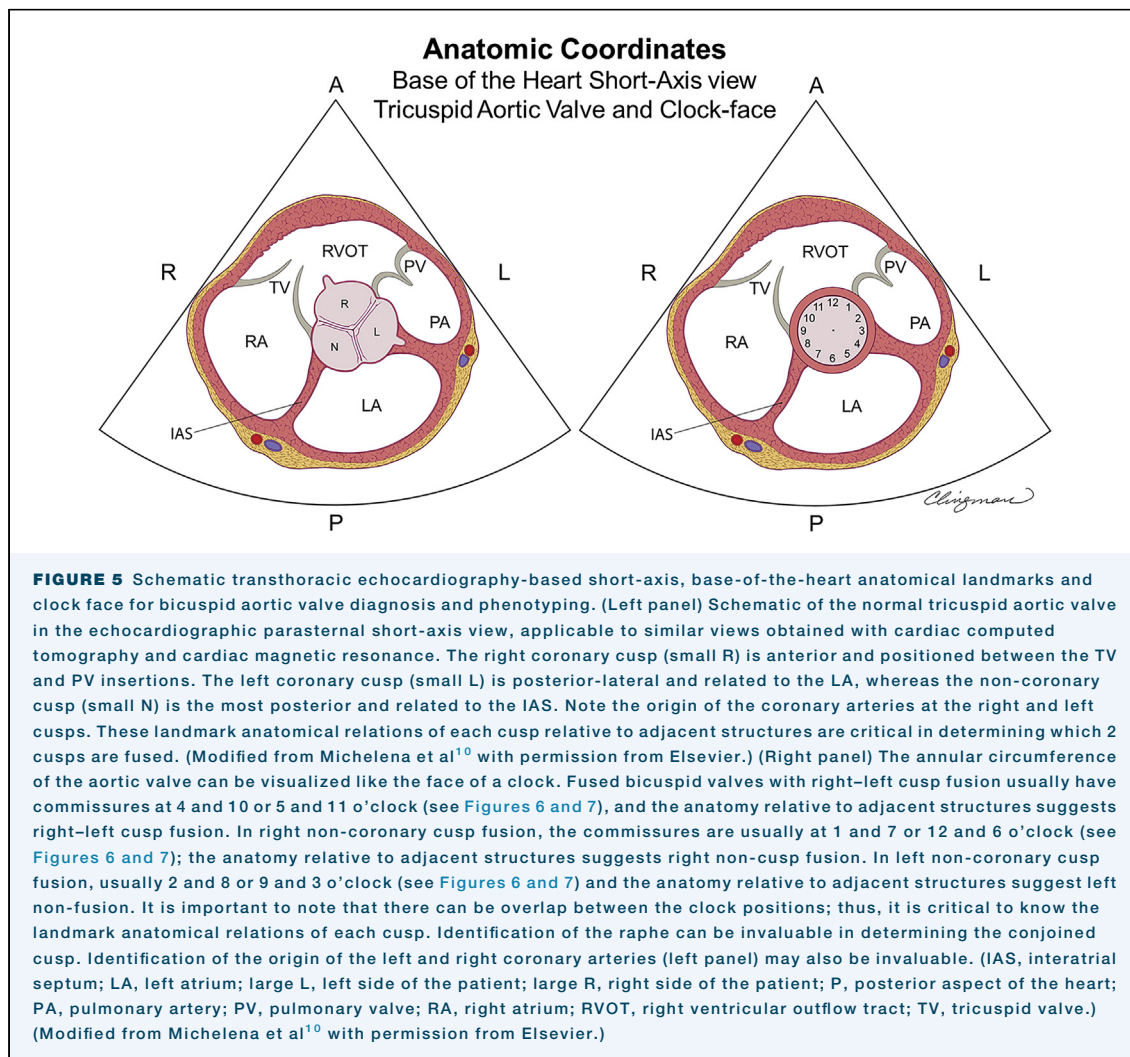 Anatomic Coordinates
Base of the Heart Short-Axis view
Tricuspid Aortic Valve and Clock-face
A
A
R
RVOT
PV
L
TV
R
L
N
PA
RA
LA
IAS
P
R
RVOT
PV
L
TV
12
1
2
3
4
5
6
7
8
9
10
11
PA
RA
LA
IAS
P
Clingman
FIGURE 5 Schematic transthoracic echocardiography-based short-axis, base-of-the-heart anatomical landmarks and
clock face for bicuspid aortic valve diagnosis and phenotyping. (Left panel) Schematic of the normal tricuspid aortic valve
in the echocardiographic parasternal short-axis view, applicable to similar views obtained with cardiac computed
tomography and cardiac magnetic resonance. The right coronary cusp (small R) is anterior and positioned between the TV
and PV insertions. The left coronary cusp (small L) is posterior-lateral and related to the LA, whereas the non-coronary
cusp (small N) is the most posterior and related to the IAS. Note the origin of the coronary arteries at the right and left
cusps. These landmark anatomical relations of each cusp relative to adjacent structures are critical in determining which 2
cusps are fused. (Modified from Michelena et al10 with permission from Elsevier.) (Right panel) The annular circumference
of the aortic valve can be visualized like the face of a clock. Fused bicuspid valves with right–left cusp fusion usually have
commissures at 4 and 10 or 5 and 11 o'clock (see Figures 6 and 7), and the anatomy relative to adjacent structures suggests
right–left cusp fusion. In right non-coronary cusp fusion, the commissures are usually at 1 and 7 or 12 and 6 o'clock (see
Figures 6 and 7); the anatomy relative to adjacent structures suggests right non-cusp fusion. In left non-coronary cusp
fusion, usually 2 and 8 or 9 and 3 o'clock (see Figures 6 and 7) and the anatomy relative to adjacent structures suggest left
non-fusion. It is important to note that there can be overlap between the clock positions; thus, it is critical to know the
landmark anatomical relations of each cusp. Identification of the raphe can be invaluable in determining the conjoined
cusp. Identification of the origin of the left and right coronary arteries (left panel) may also be invaluable. (IAS, interatrial
septum; LA, left atrium; large L, left side of the patient; large R, right side of the patient; P, posterior aspect of the heart;
PA, pulmonary artery; PV, pulmonary valve; RA, right atrium; RVOT, right ventricular outflow tract; TV, tricuspid valve.)
(Modified from Michelena et al10 with permission from Elsevier.)